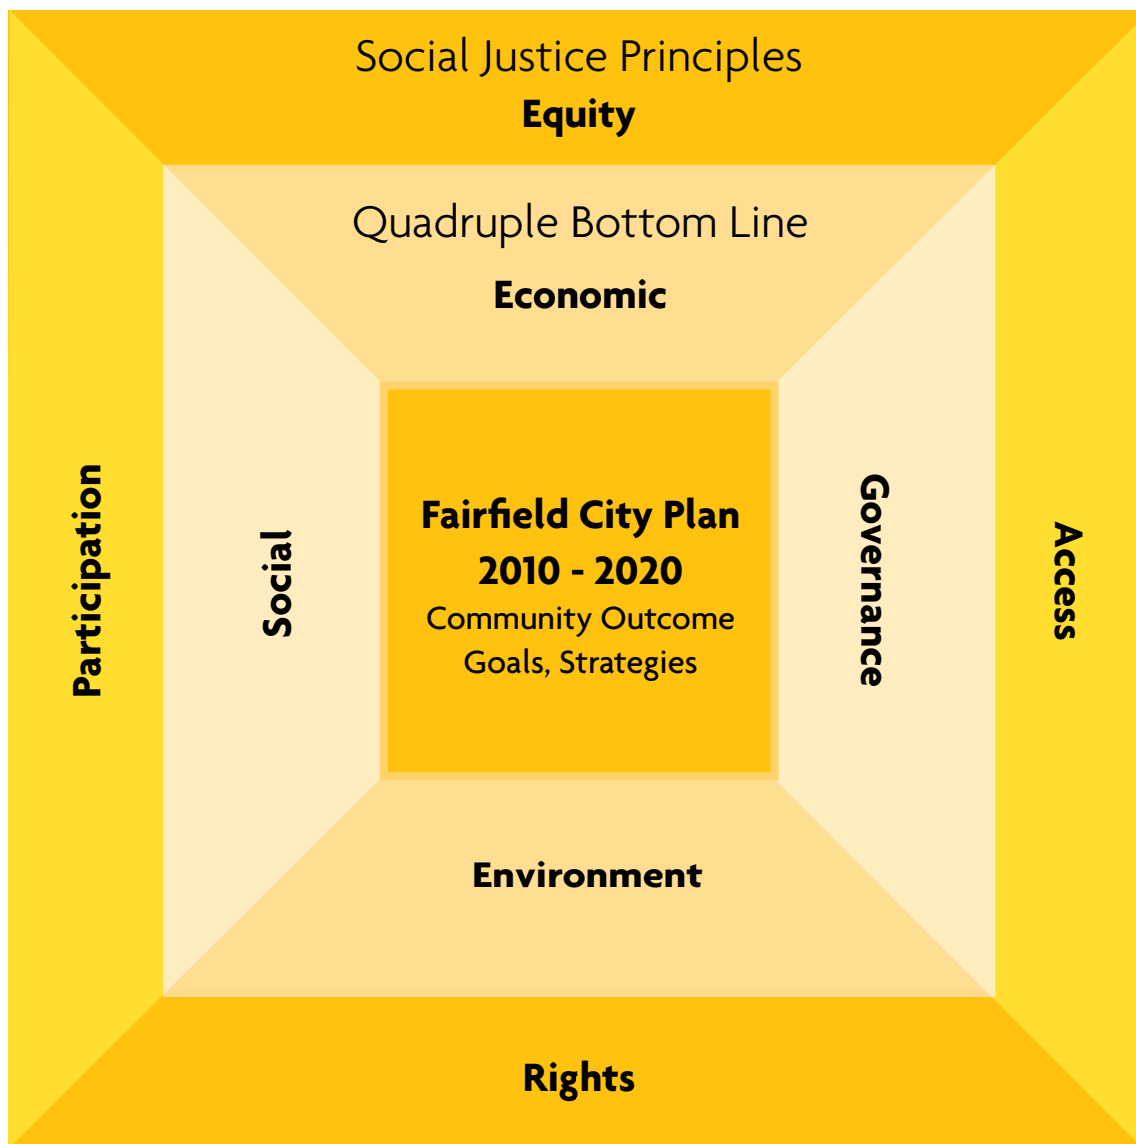 Social Justice Principles
Equity
Quadruple Bottom Line
Economic
Participation
Social
Fairfield City Plan
2010 - 2020
Community Outcome
Goals, Strategies
Governance
Access
Environment
Rights